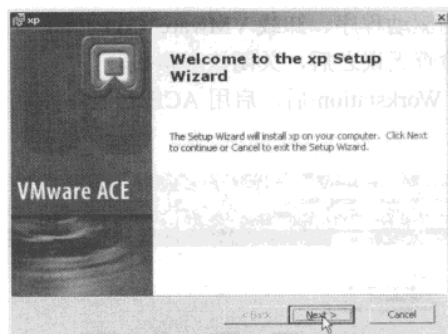 xp
Welcome to the xp Setup
Wizard
The Setup Wizard will install xp on your computer. Click Next
to continue or Cancel to exit the Setup Wizard.
VMware ACE
< Back
Next >
Cancel